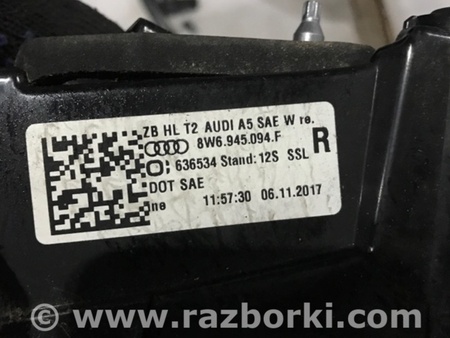 ZB HL T2 AUDI A5 SAE W re.
8W6.945.094.F
R
636534 Stand: 12S SSL
DOT SAE
ne 11:57:30 06.11.2017
© www.razborki.com